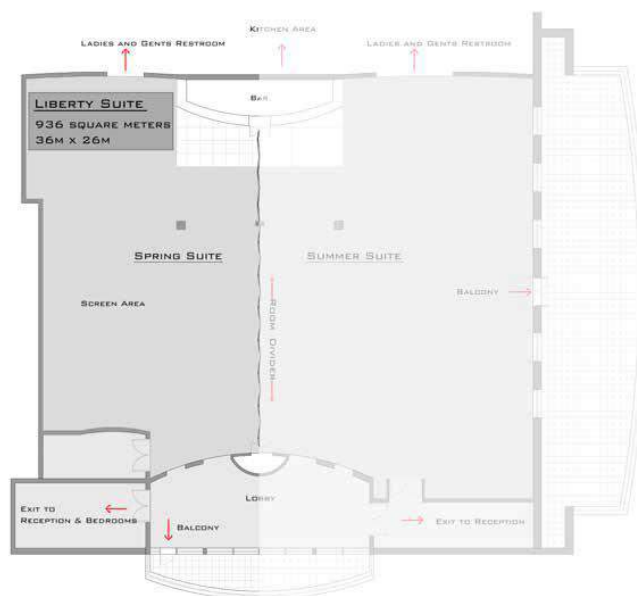 Kitchen Area
Ladies and Gents Restroom
Ladies and Gents Restroom
Bar
Liberty Suite
936 square meters
36m x 26m
Spring Suite
Summer Suite
Balcony
Screen Area
Room Divider
Lobby
Exit to
Reception & Bedrooms
Balcony
Exit to Reception